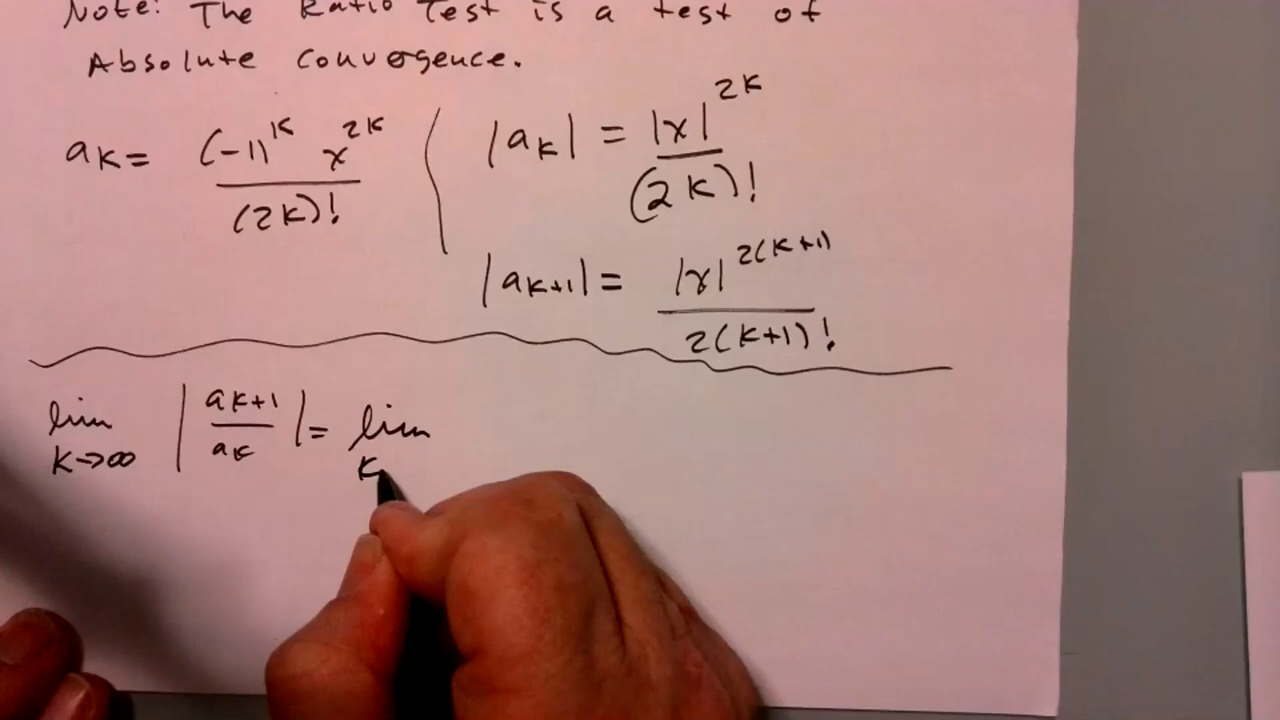 Note: The Ratio Test is a test of
Absolute Convergence.
aₖ = (-1)ᵏ x²ᵏ / (2k)!
|aₖ| = |x|²ᵏ / (2k)!
|aₖ₊₁| = |x|²⁽ᵏ⁺¹⁾ / 2(k+1)!
lim k→∞ |aₖ₊₁ / aₖ| = lim k